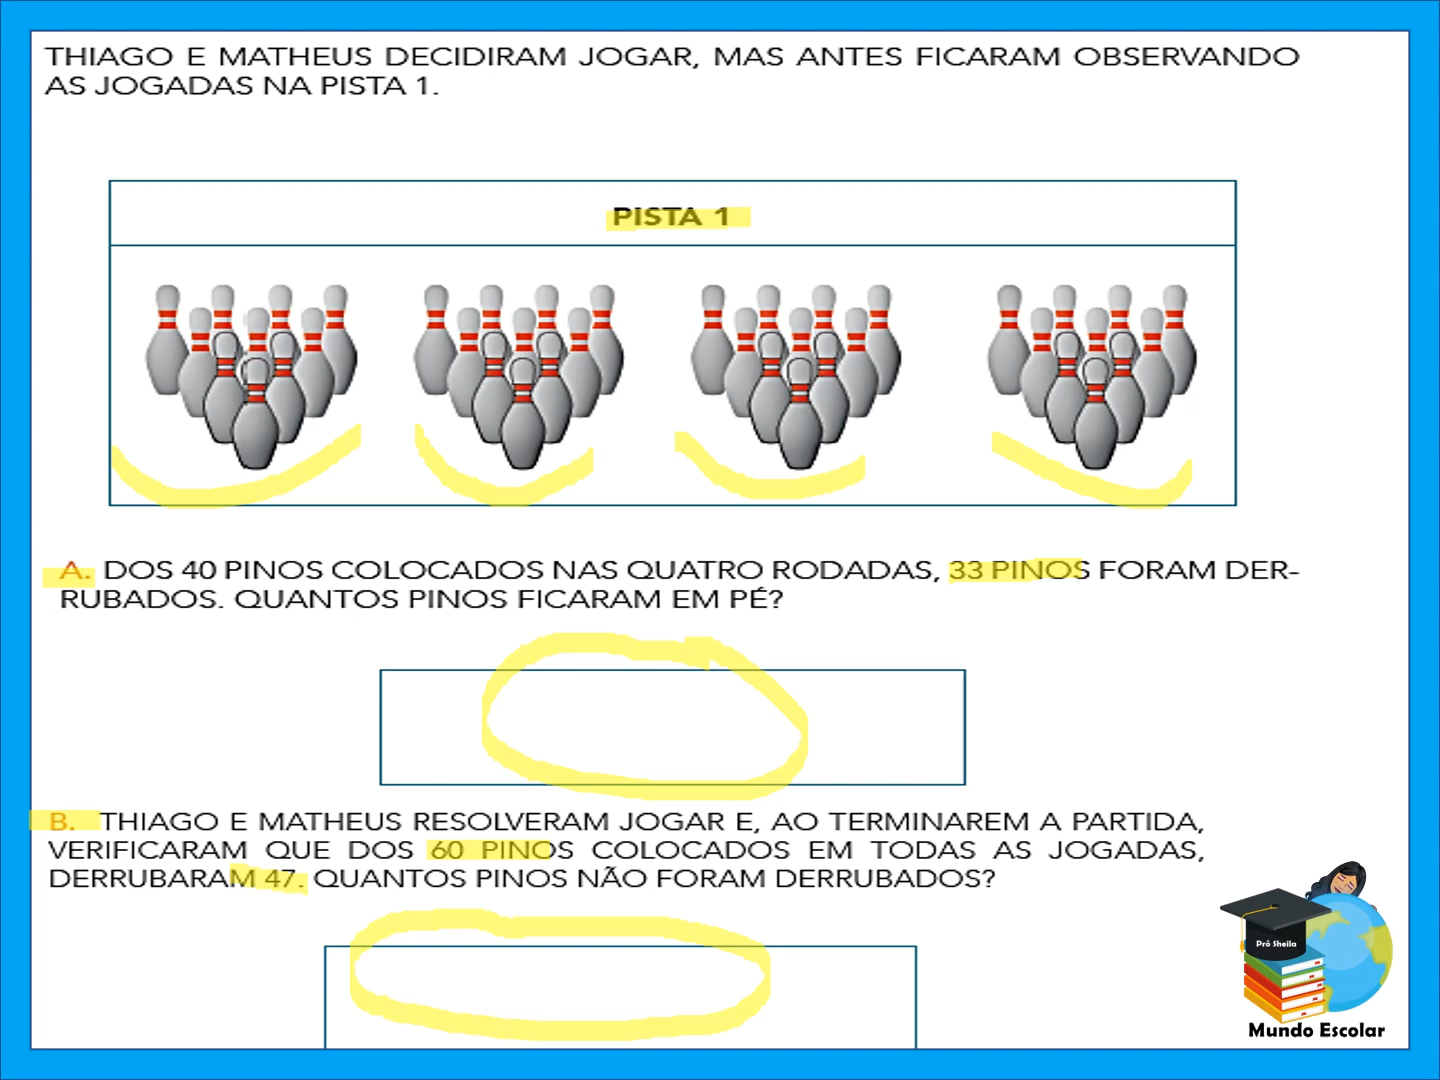 THIAGO E MATHEUS DECIDIRAM JOGAR, MAS ANTES FICARAM OBSERVANDO
AS JOGADAS NA PISTA 1.
PISTA 1
A. DOS 40 PINOS COLOCADOS NAS QUATRO RODADAS, 33 PINOS FORAM DER-
RUBADOS. QUANTOS PINOS FICARAM EM PÉ?
B. THIAGO E MATHEUS RESOLVERAM JOGAR E, AO TERMINAREM A PARTIDA,
VERIFICARAM QUE DOS 60 PINOS COLOCADOS EM TODAS AS JOGADAS,
DERRUBARAM 47. QUANTOS PINOS NÃO FORAM DERRUBADOS?
Prô Sheila
Mundo Escolar